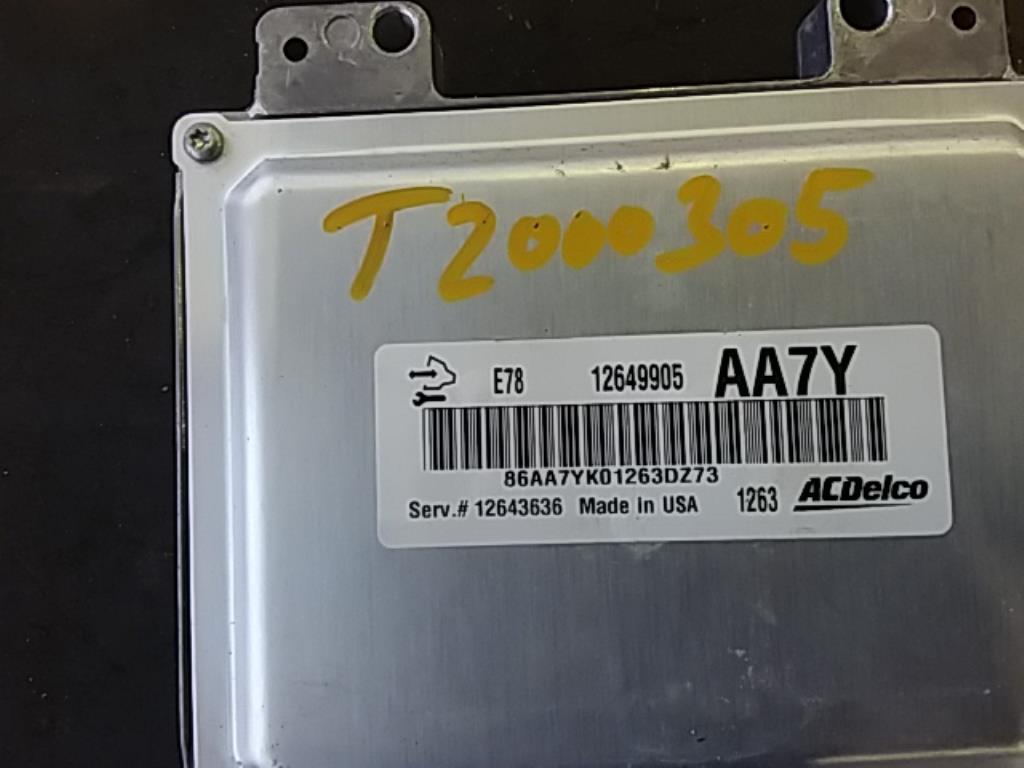 T2000305
E78 12649905 AA7Y
86AA7YK01263DZ73
Serv.# 12643636 Made in USA 1263 ACDelco